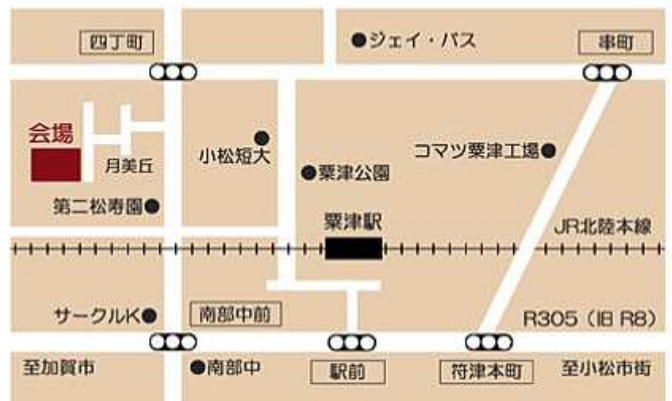 四丁町
ジェイ・バス
串町
会場
月美丘
小松短大
粟津公園
コマツ粟津工場
第二松寿園
粟津駅
JR北陸本線
サークルK
南部中前
R305（旧 R8）
至加賀市
南部中
駅前
符津本町
至小松市街